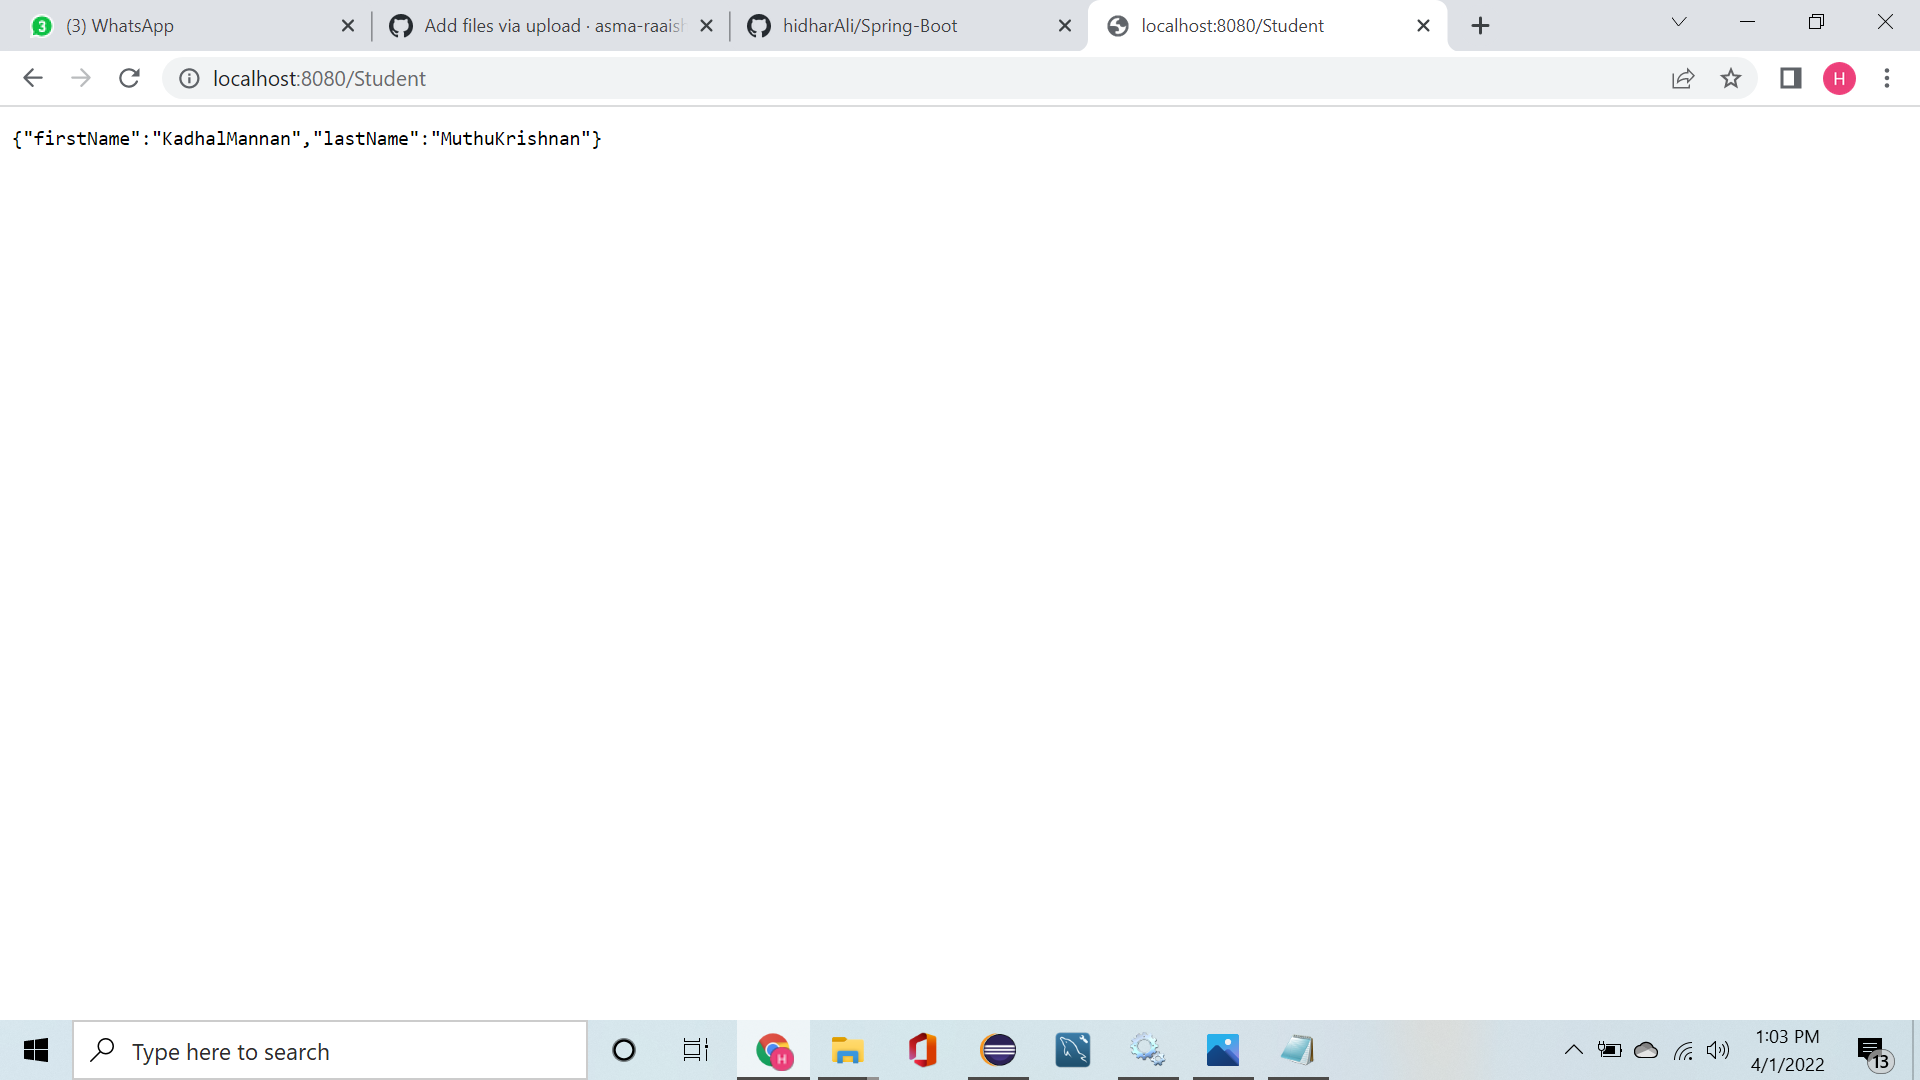 (3) WhatsApp
Add files via upload · asma-raaish
hidharAli/Spring-Boot
localhost:8080/Student
localhost:8080/Student
H
{"firstName":"KadhalMannan","lastName":"MuthuKrishnan"}
Type here to search
H
1:03 PM
4/1/2022
13